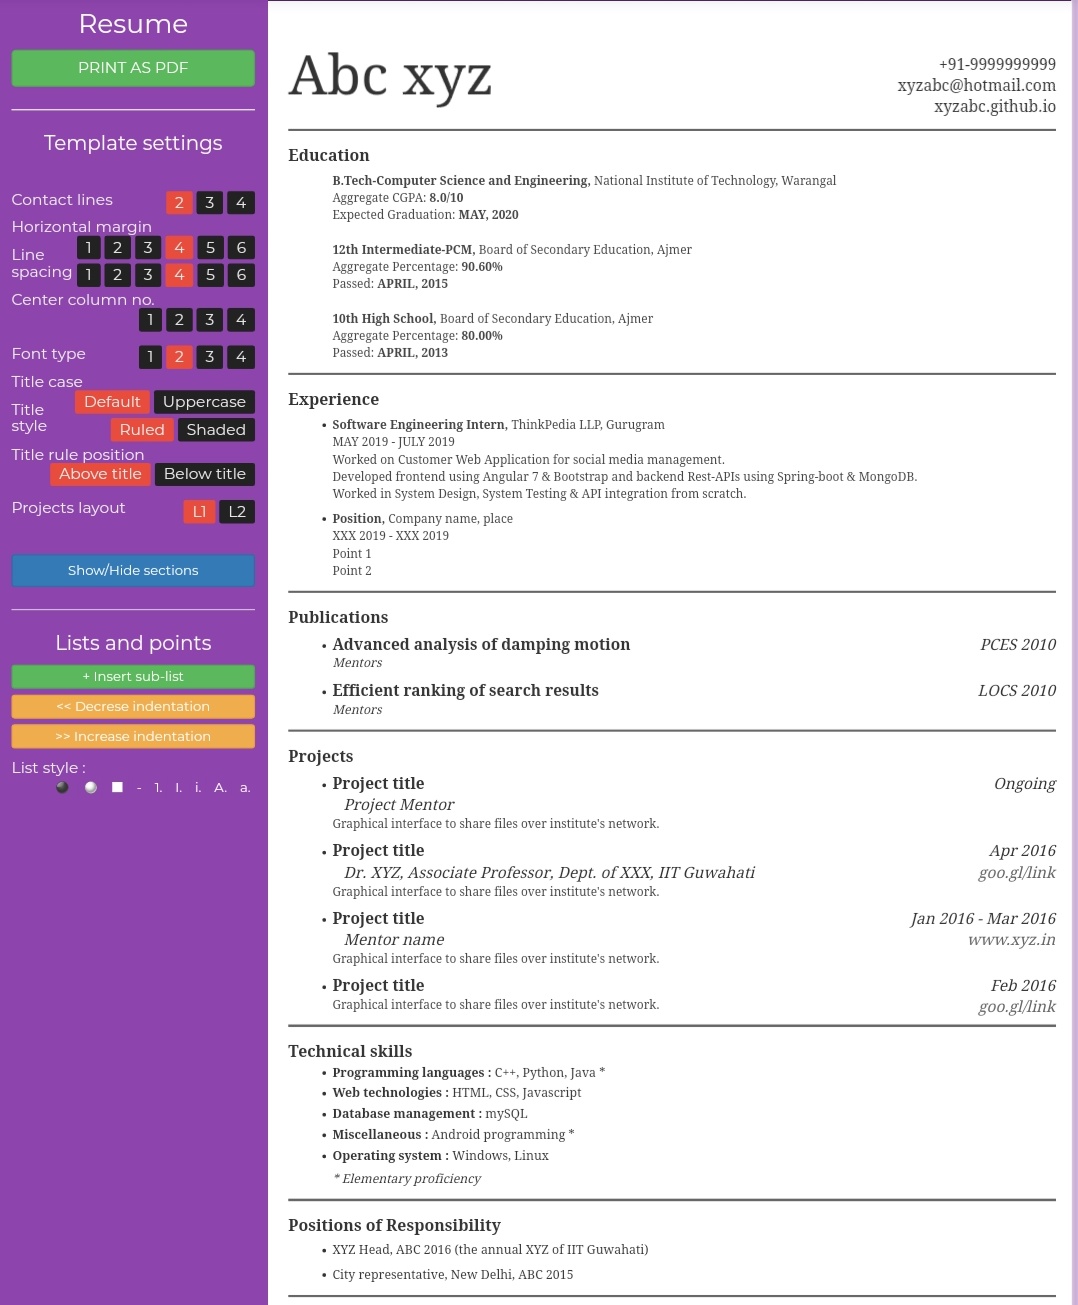 Resume
PRINT AS PDF
Template settings
Contact lines 2 3 4
Horizontal margin
1 2 3 4 5 6
Line
spacing 1 2 3 4 5 6
Center column no.
1 2 3 4
Font type 1 2 3 4
Title case
Default Uppercase
Title
style Ruled Shaded
Title rule position
Above title Below title
Projects layout L1 L2
Show/Hide sections
Lists and points
+ Insert sub-list
<< Decrese indentation
>> Increase indentation
List style :
- 1. I. i. A. a.
Abc xyz
+91-9999999999
xyzabc@hotmail.com
xyzabc.github.io
Education
B.Tech-Computer Science and Engineering, National Institute of Technology, Warangal
Aggregate CGPA: 8.0/10
Expected Graduation: MAY, 2020
12th Intermediate-PCM, Board of Secondary Education, Ajmer
Aggregate Percentage: 90.60%
Passed: APRIL, 2015
10th High School, Board of Secondary Education, Ajmer
Aggregate Percentage: 80.00%
Passed: APRIL, 2013
Experience
• Software Engineering Intern, ThinkPedia LLP, Gurugram
MAY 2019 - JULY 2019
Worked on Customer Web Application for social media management.
Developed frontend using Angular 7 & Bootstrap and backend Rest-APIs using Spring-boot & MongoDB.
Worked in System Design, System Testing & API integration from scratch.
• Position, Company name, place
XXX 2019 - XXX 2019
Point 1
Point 2
Publications
• Advanced analysis of damping motion PCES 2010
Mentors
• Efficient ranking of search results LOCS 2010
Mentors
Projects
• Project title Ongoing
Project Mentor
Graphical interface to share files over institute's network.
• Project title Apr 2016
Dr. XYZ, Associate Professor, Dept. of XXX, IIT Guwahati goo.gl/link
Graphical interface to share files over institute's network.
• Project title Jan 2016 - Mar 2016
Mentor name www.xyz.in
Graphical interface to share files over institute's network.
• Project title Feb 2016
Graphical interface to share files over institute's network. goo.gl/link
Technical skills
• Programming languages : C++, Python, Java *
• Web technologies : HTML, CSS, Javascript
• Database management : mySQL
• Miscellaneous : Android programming *
• Operating system : Windows, Linux
* Elementary proficiency
Positions of Responsibility
• XYZ Head, ABC 2016 (the annual XYZ of IIT Guwahati)
• City representative, New Delhi, ABC 2015